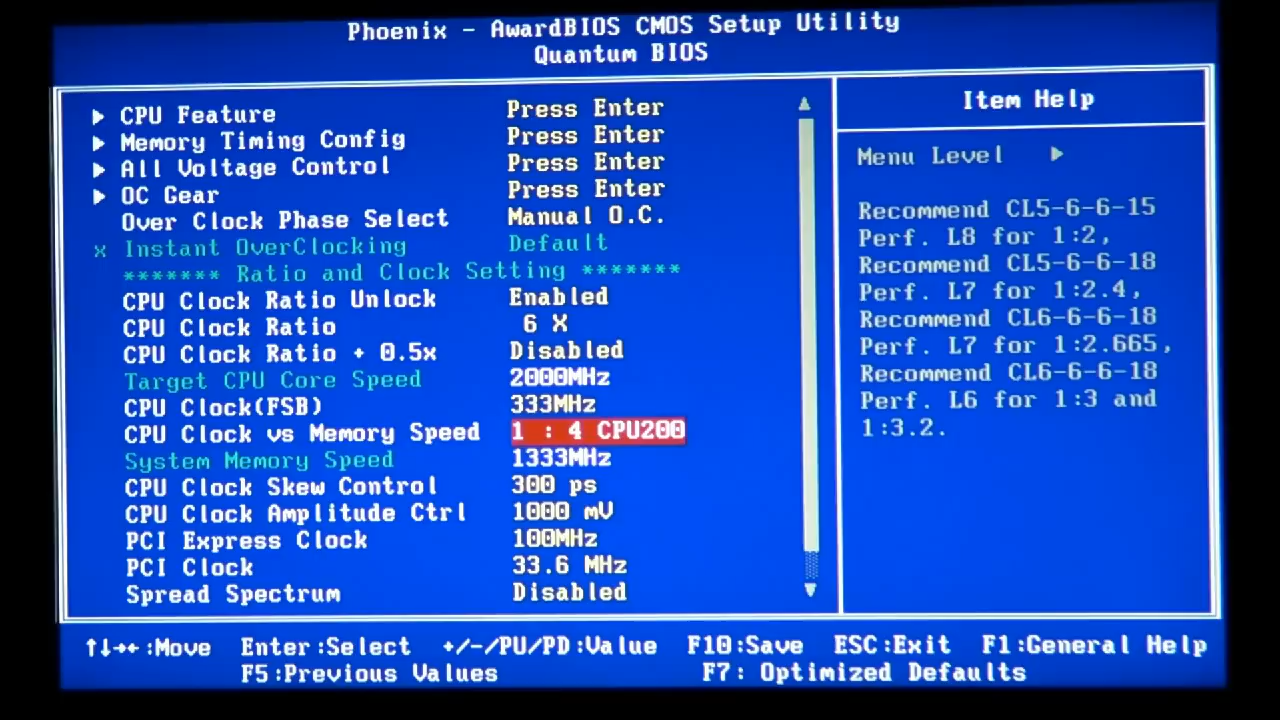 Phoenix - AwardBIOS CMOS Setup Utility
Quantum BIOS
CPU Feature Press Enter
Memory Timing Config Press Enter
All Voltage Control Press Enter
OC Gear Press Enter
Over Clock Phase Select Manual O.C.
x Instant OverClocking Default
******* Ratio and Clock Setting *******
CPU Clock Ratio Unlock Enabled
CPU Clock Ratio 6 X
CPU Clock Ratio + 0.5x Disabled
Target CPU Core Speed 2000MHz
CPU Clock(FSB) 333MHz
CPU Clock vs Memory Speed 1 : 4 CPU200
System Memory Speed 1333MHz
CPU Clock Skew Control 300 ps
CPU Clock Amplitude Ctrl 1000 mV
PCI Express Clock 100MHz
PCI Clock 33.6 MHz
Spread Spectrum Disabled
Item Help
Menu Level
Recommend CL5-6-6-15
Perf. L8 for 1:2,
Recommend CL5-6-6-18
Perf. L7 for 1:2.4,
Recommend CL6-6-6-18
Perf. L7 for 1:2.665,
Recommend CL6-6-6-18
Perf. L6 for 1:3 and
1:3.2.
↑↓→←:Move Enter:Select +/-/PU/PD:Value F10:Save ESC:Exit F1:General Help
F5:Previous Values F7: Optimized Defaults